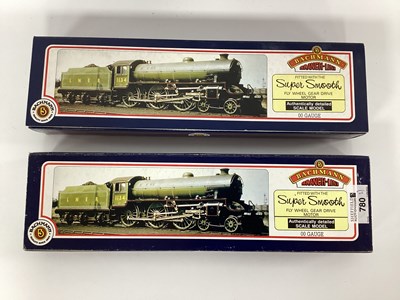 BACHMANN
BRANCH-LINE
FITTED WITH THE
Super Smooth
FLY WHEEL GEAR DRIVE
MOTOR
Authentically detailed
SCALE MODEL
00 GAUGE
BACHMANN
BACHMANN
BRANCH-LINE
FITTED WITH THE
Super Smooth
FLY WHEEL GEAR DRIVE
MOTOR
Authentically detailed
SCALE MODEL
00 GAUGE
BACHMANN
780